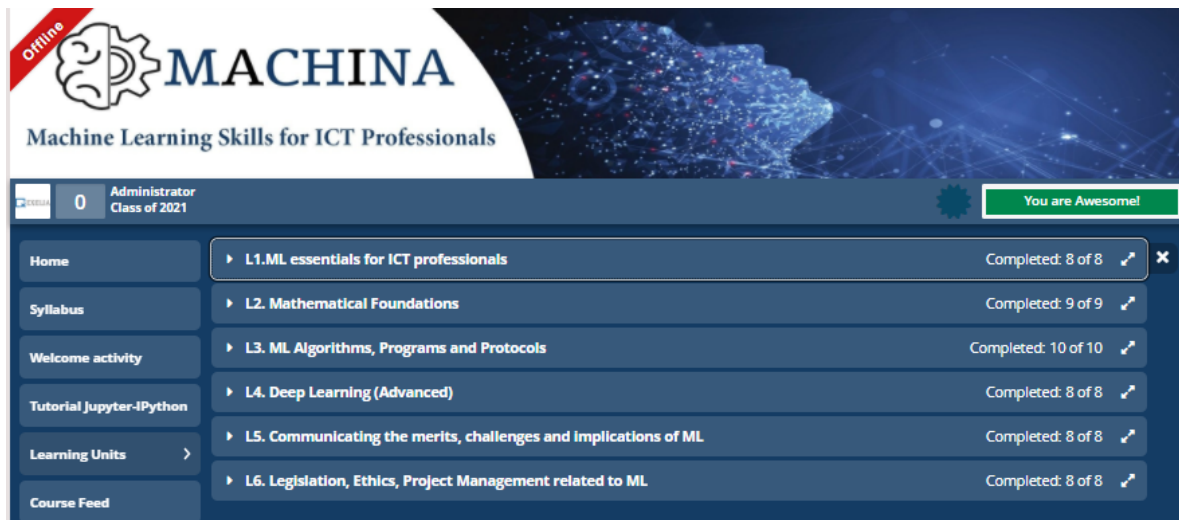 Offline
MACHINA
Machine Learning Skills for ICT Professionals
0
Administrator
Class of 2021
You are Awesome!
Home
Syllabus
Welcome activity
Tutorial Jupyter-IPython
Learning Units
Course Feed
L1.ML essentials for ICT professionals Completed: 8 of 8
L2. Mathematical Foundations Completed: 9 of 9
L3. ML Algorithms, Programs and Protocols Completed: 10 of 10
L4. Deep Learning (Advanced) Completed: 8 of 8
L5. Communicating the merits, challenges and implications of ML Completed: 8 of 8
L6. Legislation, Ethics, Project Management related to ML Completed: 8 of 8